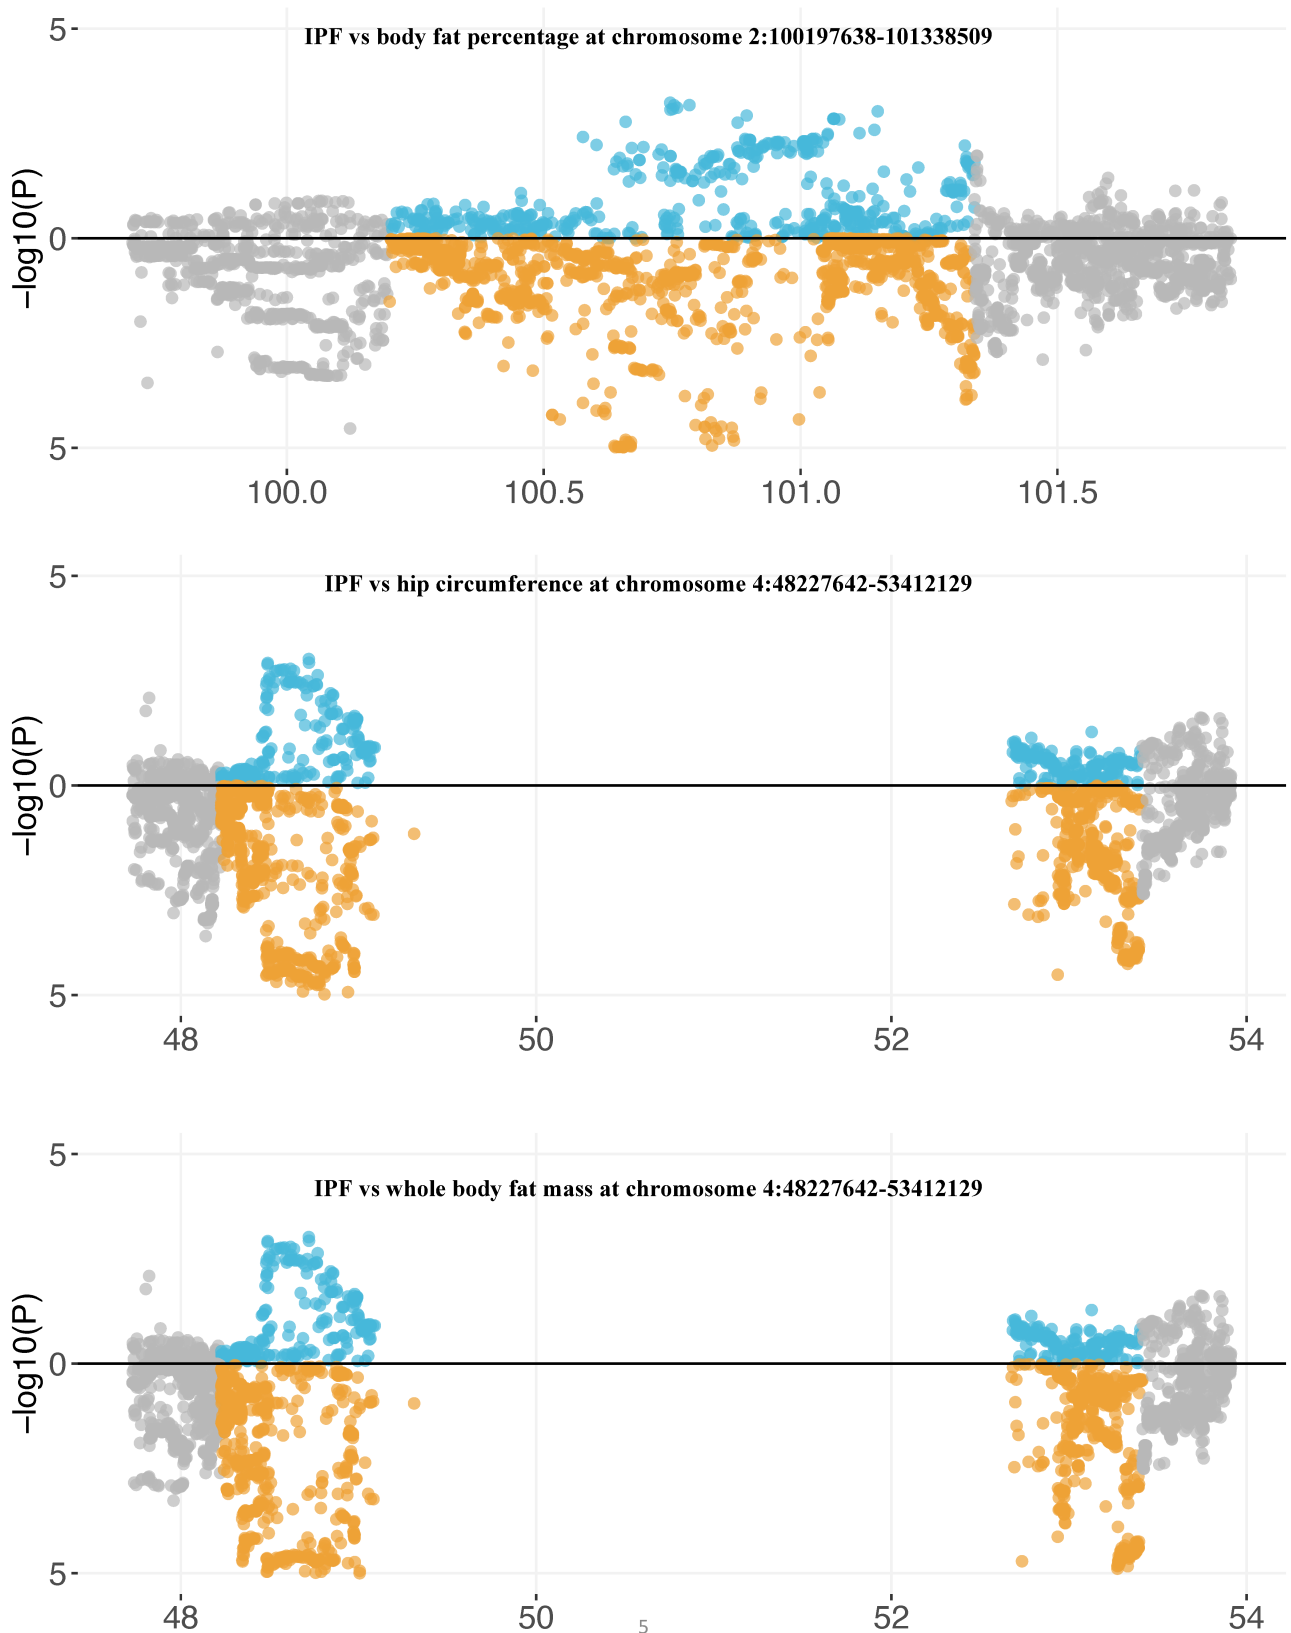 IPF vs body fat percentage at chromosome 2:100197638-101338509
5
0
5
−log10(P)
100.0 100.5 101.0 101.5
IPF vs hip circumference at chromosome 4:48227642-53412129
5
0
5
−log10(P)
48 50 52 54
IPF vs whole body fat mass at chromosome 4:48227642-53412129
5
0
5
−log10(P)
48 50 52 54
5